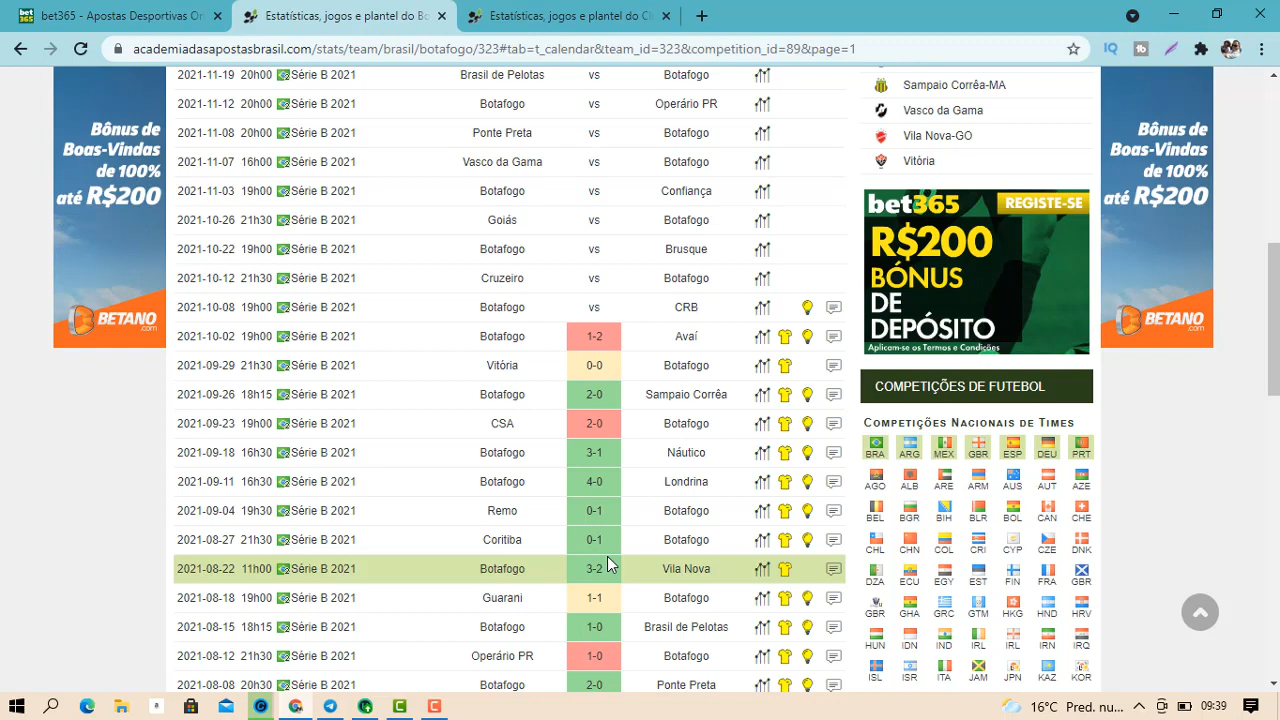 bet365 - Apostas Desportivas On
Estatísticas, jogos e plantel do Bo
Estatísticas, jogos e plantel do Cl
academiadasapostasbrasil.com/stats/team/brasil/botafogo/323#tab=t_calendar&team_id=323&competition_id=89&page=1
2021-11-19 20h00 Série B 2021 Brasil de Pelotas vs Botafogo
2021-11-12 20h00 Série B 2021 Botafogo vs Operário PR
2021-11-08 20h00 Série B 2021 Ponte Preta vs Botafogo
2021-11-07 16h00 Série B 2021 Vasco da Gama vs Botafogo
2021-11-03 19h00 Série B 2021 Botafogo vs Confiança
2021-10-26 21h30 Série B 2021 Goiás vs Botafogo
2021-10-22 19h00 Série B 2021 Botafogo vs Brusque
2021-10-12 21h30 Série B 2021 Cruzeiro vs Botafogo
2021-10-08 19h00 Série B 2021 Botafogo vs CRB
2021-10-02 19h00 Série B 2021 Botafogo 1-2 Avaí
2021-09-29 21h30 Série B 2021 Vitória 0-0 Botafogo
2021-09-26 18h15 Série B 2021 Botafogo 2-0 Sampaio Corrêa
2021-09-23 19h00 Série B 2021 CSA 2-0 Botafogo
2021-09-18 16h30 Série B 2021 Botafogo 3-1 Náutico
2021-09-11 16h30 Série B 2021 Botafogo 4-0 Londrina
2021-09-04 19h30 Série B 2021 Remo 0-1 Botafogo
2021-08-27 21h30 Série B 2021 Coritiba 0-1 Botafogo
2021-08-22 11h00 Série B 2021 Botafogo 3-2 Vila Nova
2021-08-18 19h00 Série B 2021 Guarani 1-1 Botafogo
2021-08-15 18h15 Série B 2021 Botafogo 1-0 Brasil de Pelotas
2021-08-12 21h30 Série B 2021 Operário PR 1-0 Botafogo
2021-08-08 20h30 Série B 2021 Botafogo 2-0 Ponte Preta
Bônus de
Boas-Vindas
de 100%
até R$200
BETANO
.com
Sampaio Corrêa-MA
Vasco da Gama
Vila Nova-GO
Vitória
bet365 REGISTE-SE
R$200
BÓNUS
DE
DEPÓSITO
Aplicam-se os Termos e Condições
COMPETIÇÕES DE FUTEBOL
COMPETIÇÕES NACIONAIS DE TIMES
BRA ARG MEX GBR ESP DEU PRT
AGO ALB ARE ARM AUS AUT AZE
BEL BGR BIH BLR BOL CAN CHE
CHL CHN COL CRI CYP CZE DNK
DZA ECU EGY EST FIN FRA GBR
GBR GHA GRC GTM HKG HND HRV
HUN IDN IND IRL IRL IRN IRQ
ISL ISR ITA JAM JPN KAZ KOR
Bônus de
Boas-Vindas
de 100%
até R$200
BETANO
.com
16°C Pred. nu... 09:39